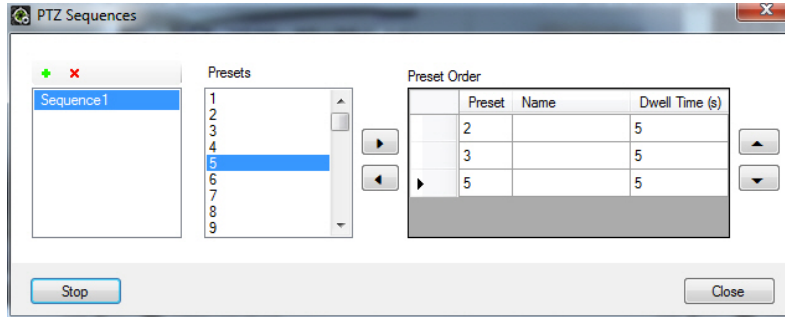 PTZ Sequences
Presets
Preset Order
Sequence1
1
2
3
4
5
6
7
8
9
Preset Name Dwell Time (s)
2 5
3 5
5 5
Stop
Close